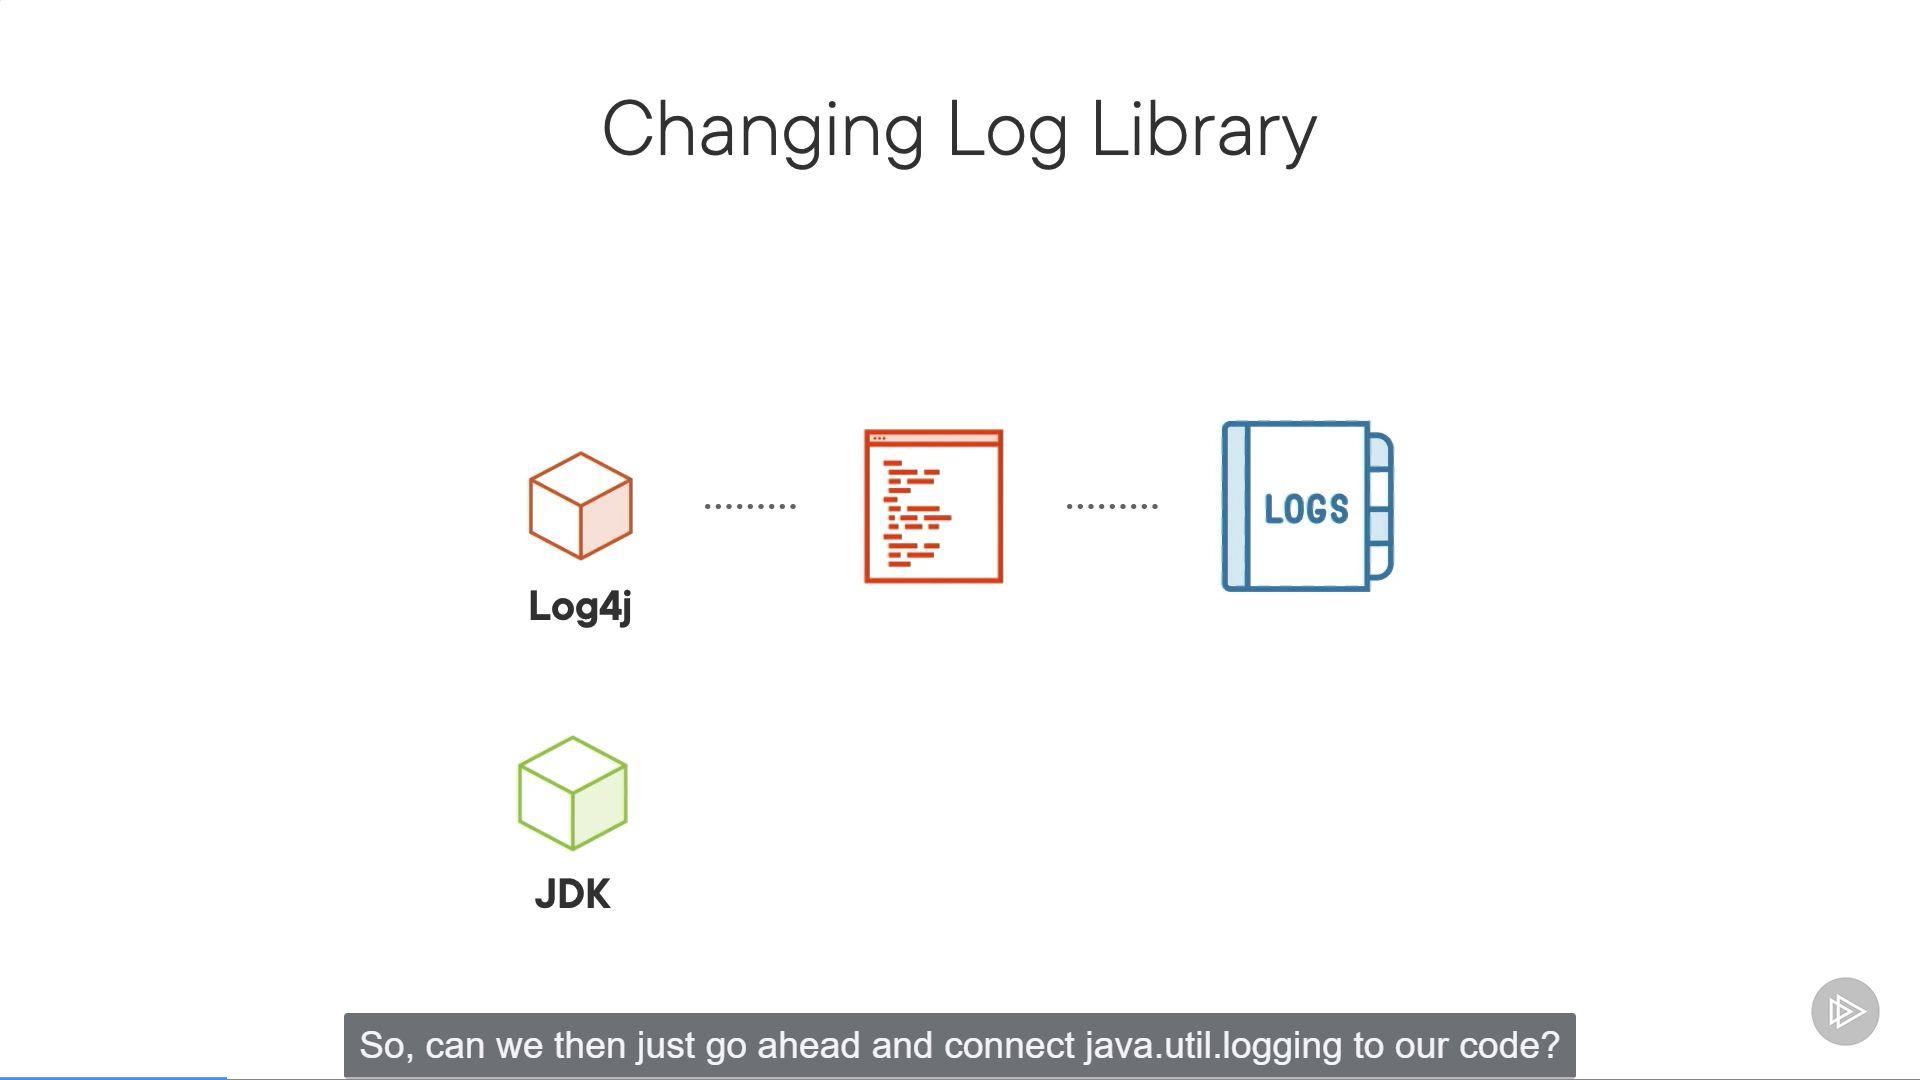 Changing Log Library
LOGS
Log4j
JDK
So, can we then just go ahead and connect java.util.logging to our code?